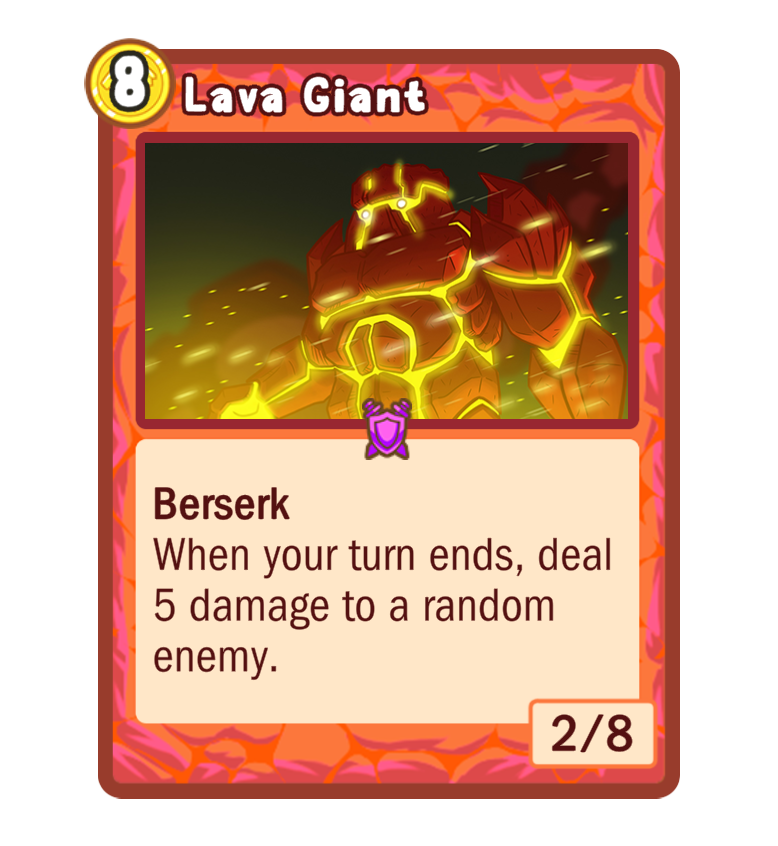 8
Lava Giant
Berserk
When your turn ends, deal
5 damage to a random
enemy.
2/8